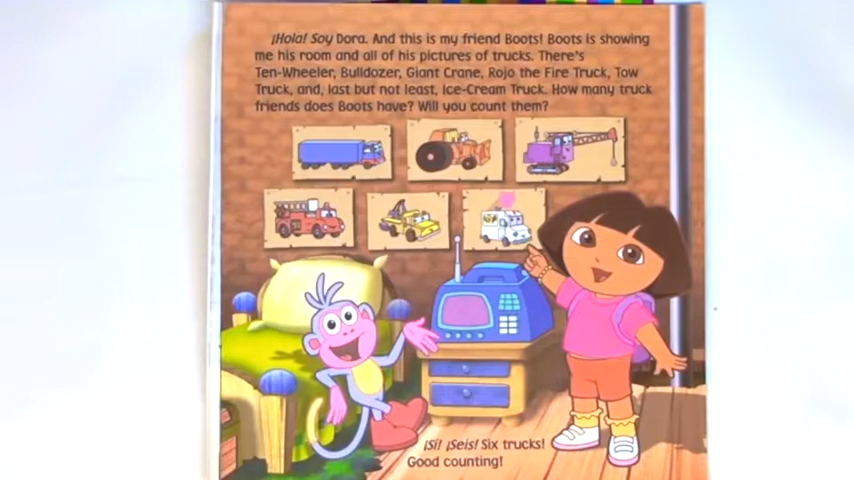 ¡Hola! Soy Dora. And this is my friend Boots! Boots is showing
me his room and all of his pictures of trucks. There's
Ten-Wheeler, Bulldozer, Giant Crane, Rojo the Fire Truck, Tow
Truck, and, last but not least, Ice-Cream Truck. How many truck
friends does Boots have? Will you count them?
¡Sí! ¡Seis! Six trucks!
Good counting!